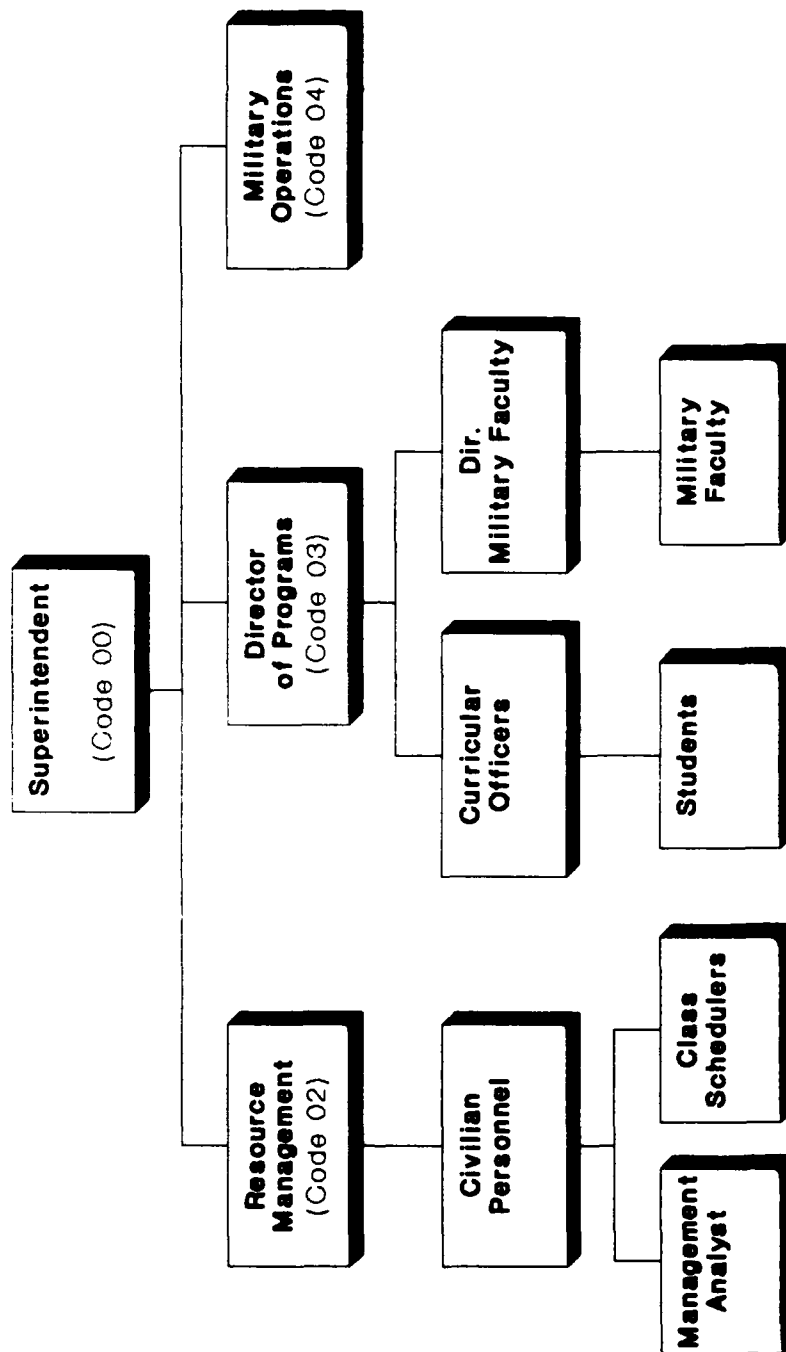 Superintendent
(Code 00)
Resource
Management
(Code 02)
Director
of Programs
(Code 03)
Military
Operations
(Code 04)
Civilian
Personnel
Curricular
Officers
Dir.
Military Faculty
Management
Analyst
Class
Schedulers
Students
Military
Faculty